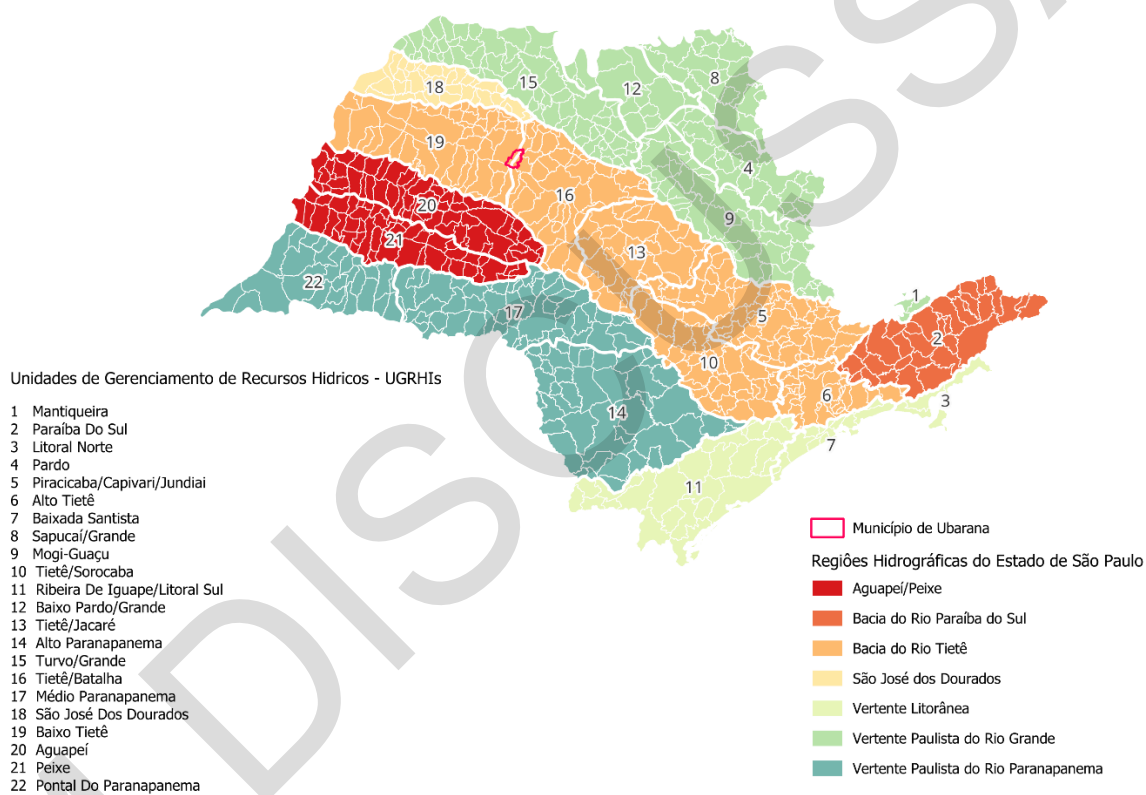 15
12
8
18
19
4
16
9
20
13
21
22
1
5
17
2
10
6
3
14
7
11
Unidades de Gerenciamento de Recursos Hidricos - UGRHIs
1 Mantiqueira
2 Paraíba Do Sul
3 Litoral Norte
4 Pardo
5 Piracicaba/Capivari/Jundiai
6 Alto Tietê
7 Baixada Santista
8 Sapucaí/Grande
9 Mogi-Guaçu
10 Tietê/Sorocaba
11 Ribeira De Iguape/Litoral Sul
12 Baixo Pardo/Grande
13 Tietê/Jacaré
14 Alto Paranapanema
15 Turvo/Grande
16 Tietê/Batalha
17 Médio Paranapanema
18 São José Dos Dourados
19 Baixo Tietê
20 Aguapeí
21 Peixe
22 Pontal Do Paranapanema
Município de Ubarana
Regiões Hidrográficas do Estado de São Paulo
Aguapeí/Peixe
Bacia do Rio Paraíba do Sul
Bacia do Rio Tietê
São José dos Dourados
Vertente Litorânea
Vertente Paulista do Rio Grande
Vertente Paulista do Rio Paranapanema